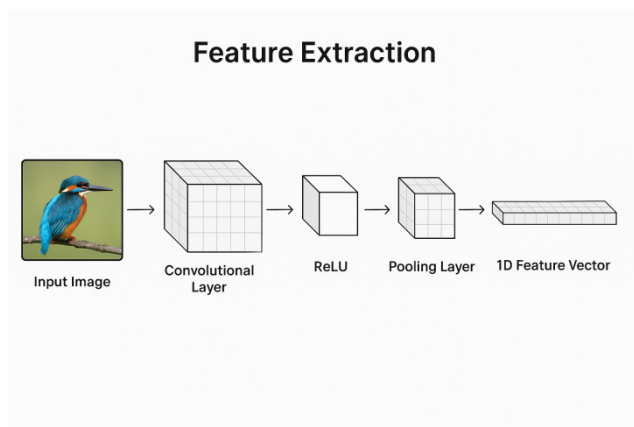 Feature Extraction
Input Image
Convolutional
Layer
ReLU
Pooling Layer
1D Feature Vector